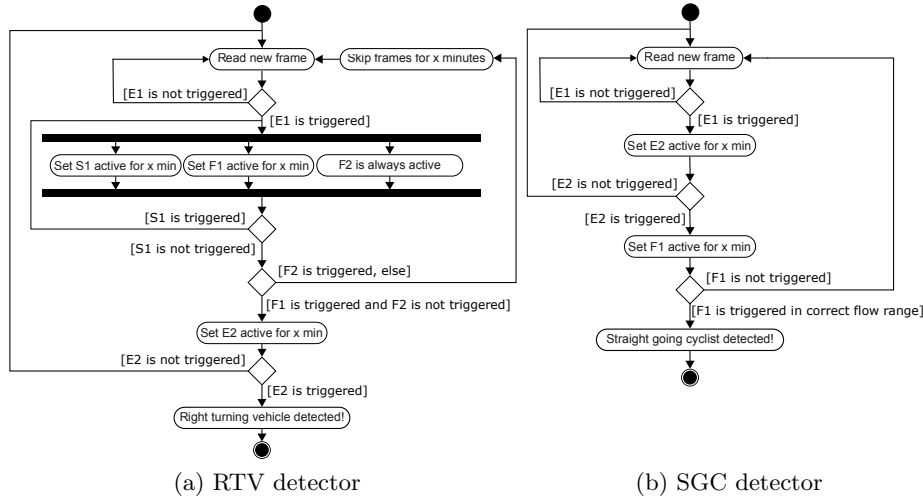 Read new frame
Skip frames for x minutes
[E1 is not triggered]
[E1 is triggered]
Set S1 active for x min
Set F1 active for x min
F2 is always active
[S1 is triggered]
[S1 is not triggered]
[F2 is triggered, else]
[F1 is triggered and F2 is not triggered]
Set E2 active for x min
[E2 is not triggered]
[E2 is triggered]
Right turning vehicle detected!
(a) RTV detector
Read new frame
[E1 is not triggered]
[E1 is triggered]
Set E2 active for x min
[E2 is not triggered]
[E2 is triggered]
Set F1 active for x min
[F1 is not triggered]
[F1 is triggered in correct flow range]
Straight going cyclist detected!
(b) SGC detector